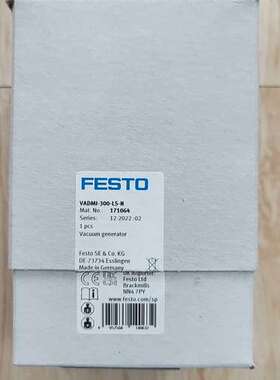 FESTO
VADMI-300-LS-N
Mat. No.: 171064
Series: 12-2022.02
1 pcs
Vacuum generator
Festo SE & Co. KG
DE-73734 Esslingen
Made in Germany
UK Importer
Festo Ltd
Brackmills
NN4 7PY
www.festo.com/sp